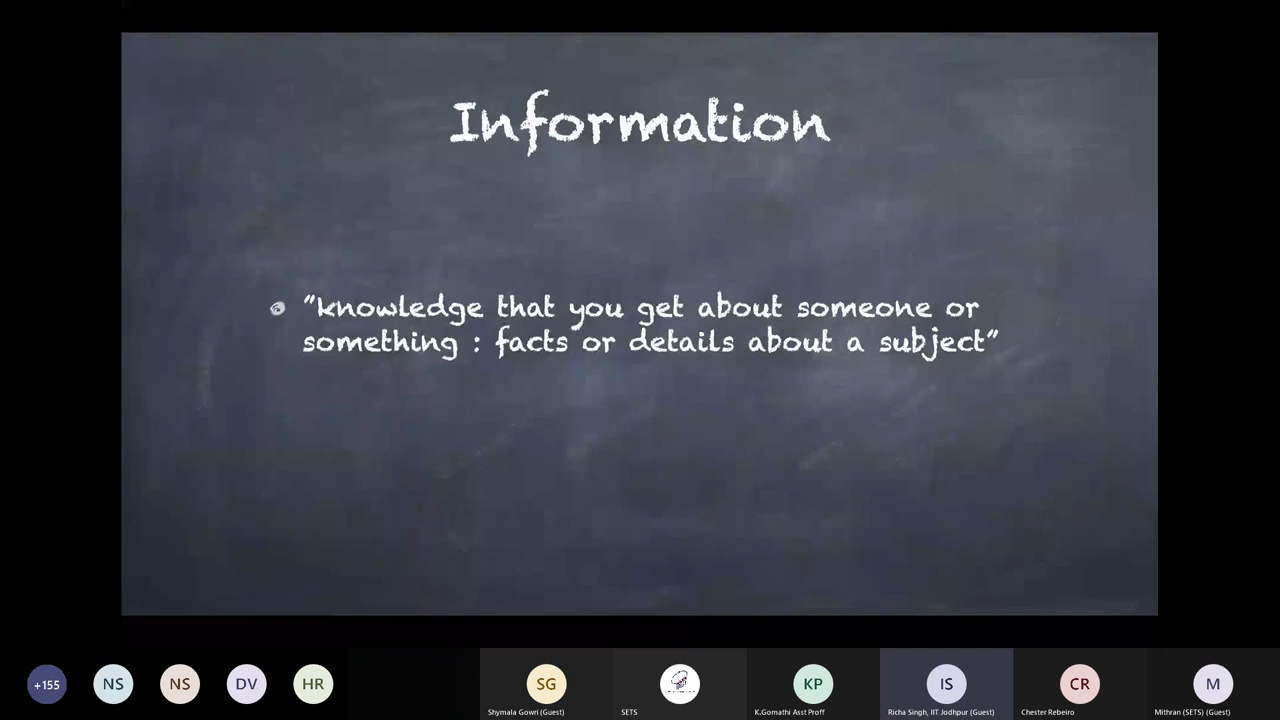 Information
"knowledge that you get about someone or
something : facts or details about a subject"
+155
NS
NS
DV
HR
SG
KP
IS
CR
M
Shymala Gowri (Guest)
SETS
K.Gomathi Asst Proff
Richa Singh, IIT Jodhpur (Guest)
Chester Rebeiro
Mithran (SETS) (Guest)